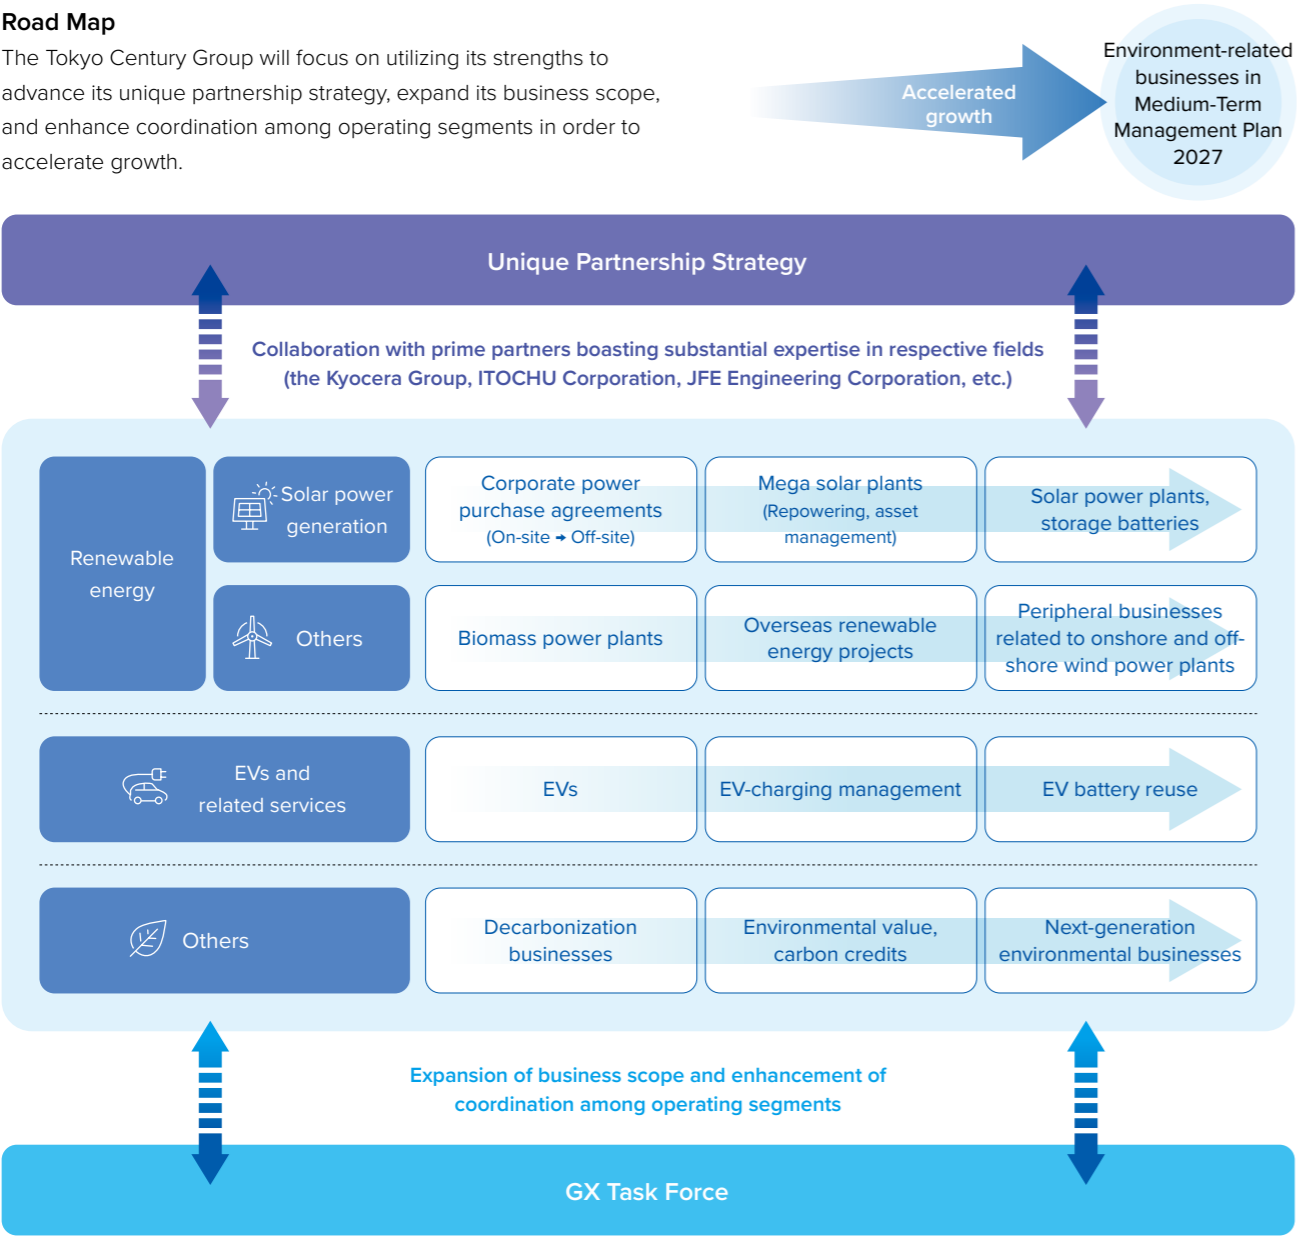 Road Map
The Tokyo Century Group will focus on utilizing its strengths to
advance its unique partnership strategy, expand its business scope,
and enhance coordination among operating segments in order to
accelerate growth.
Accelerated
growth
Environment-related
businesses in
Medium-Term
Management Plan
2027
Unique Partnership Strategy
Collaboration with prime partners boasting substantial expertise in respective fields
(the Kyocera Group, ITOCHU Corporation, JFE Engineering Corporation, etc.)
Renewable
energy
Solar power
generation
Corporate power
purchase agreements
(On-site → Off-site)
Mega solar plants
(Repowering, asset
management)
Solar power plants,
storage batteries
Others
Biomass power plants
Overseas renewable
energy projects
Peripheral businesses
related to onshore and off-
shore wind power plants
EVs and
related services
EVs
EV-charging management
EV battery reuse
Others
Decarbonization
businesses
Environmental value,
carbon credits
Next-generation
environmental businesses
Expansion of business scope and enhancement of
coordination among operating segments
GX Task Force